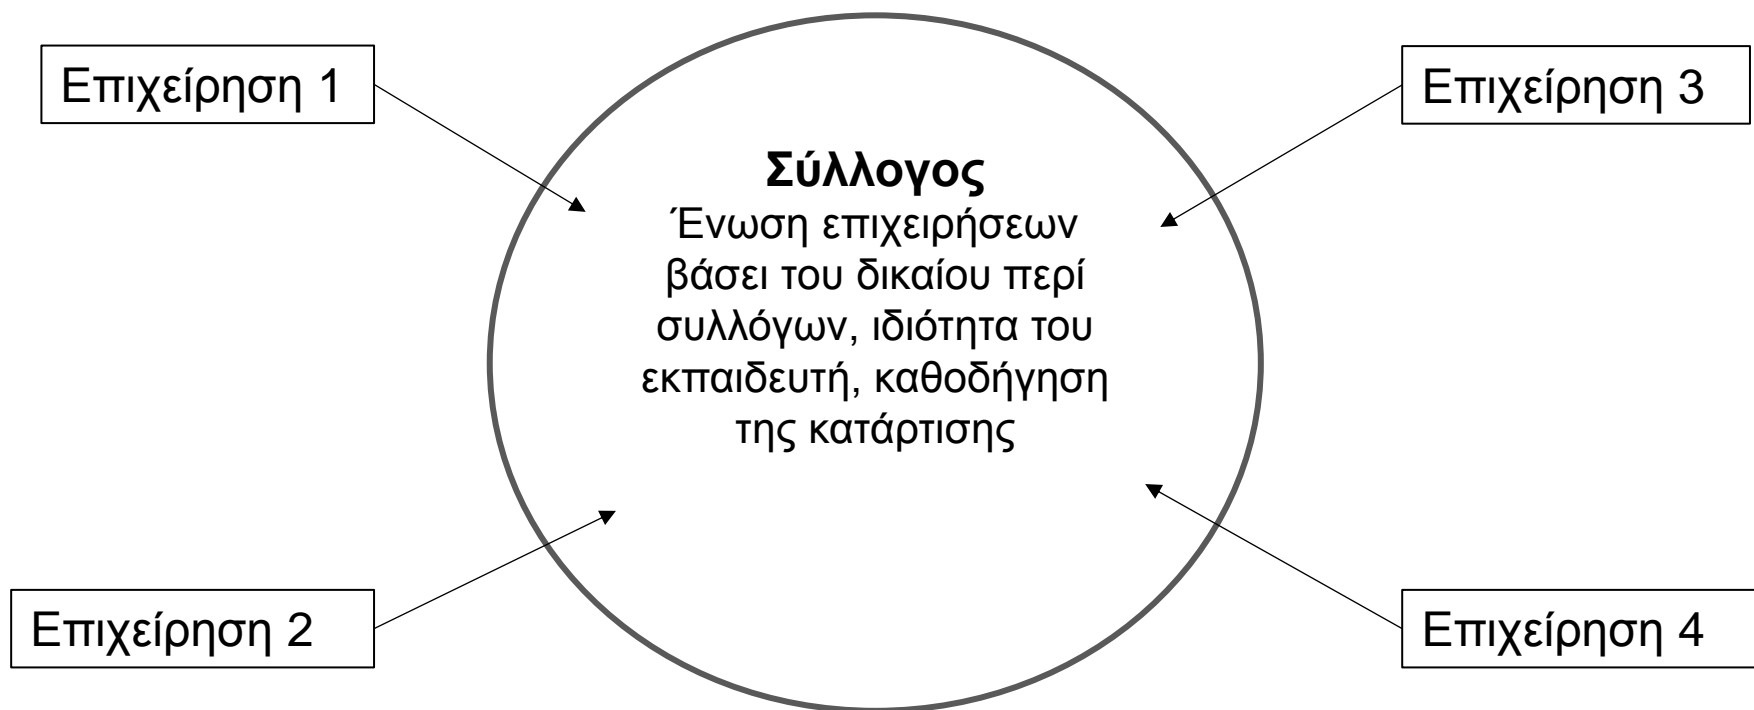 Επιχείρηση 1
Επιχείρηση 3
Σύλλογος
Ένωση επιχειρήσεων
βάσει του δικαίου περί
συλλόγων, ιδιότητα του
εκπαιδευτή, καθοδήγηση
της κατάρτισης
Επιχείρηση 2
Επιχείρηση 4